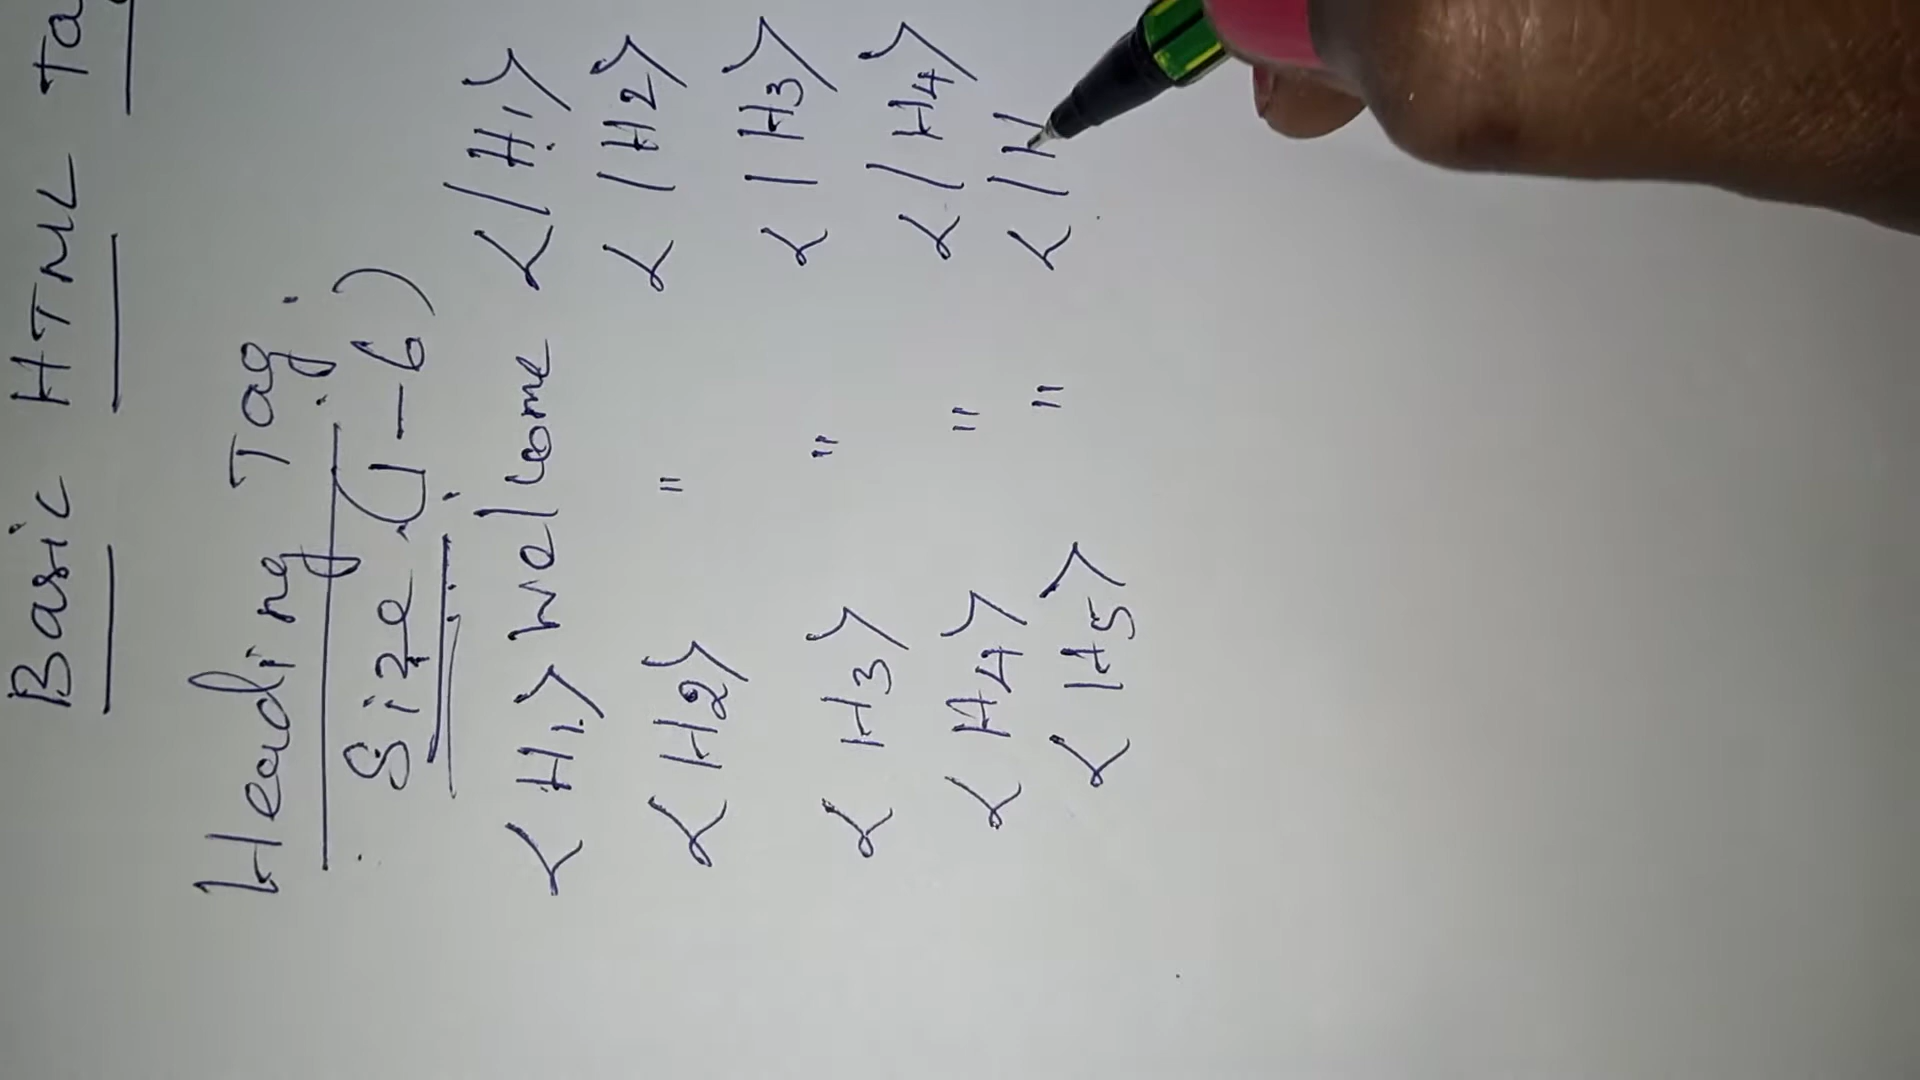 Basic HTML Ta
Heading Tag
Size (1-6)
<H1> Welcome </H1>
<H2> " </H2>
<H3> " </H3>
<H4> " </H4>
<H5> " </H